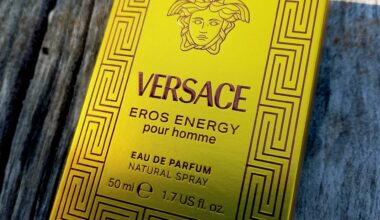 VERSACE
EROS ENERGY
pour homme
EAU DE PARFUM
NATURAL SPRAY
50 ml ℮ 1.7 US fl. oz.